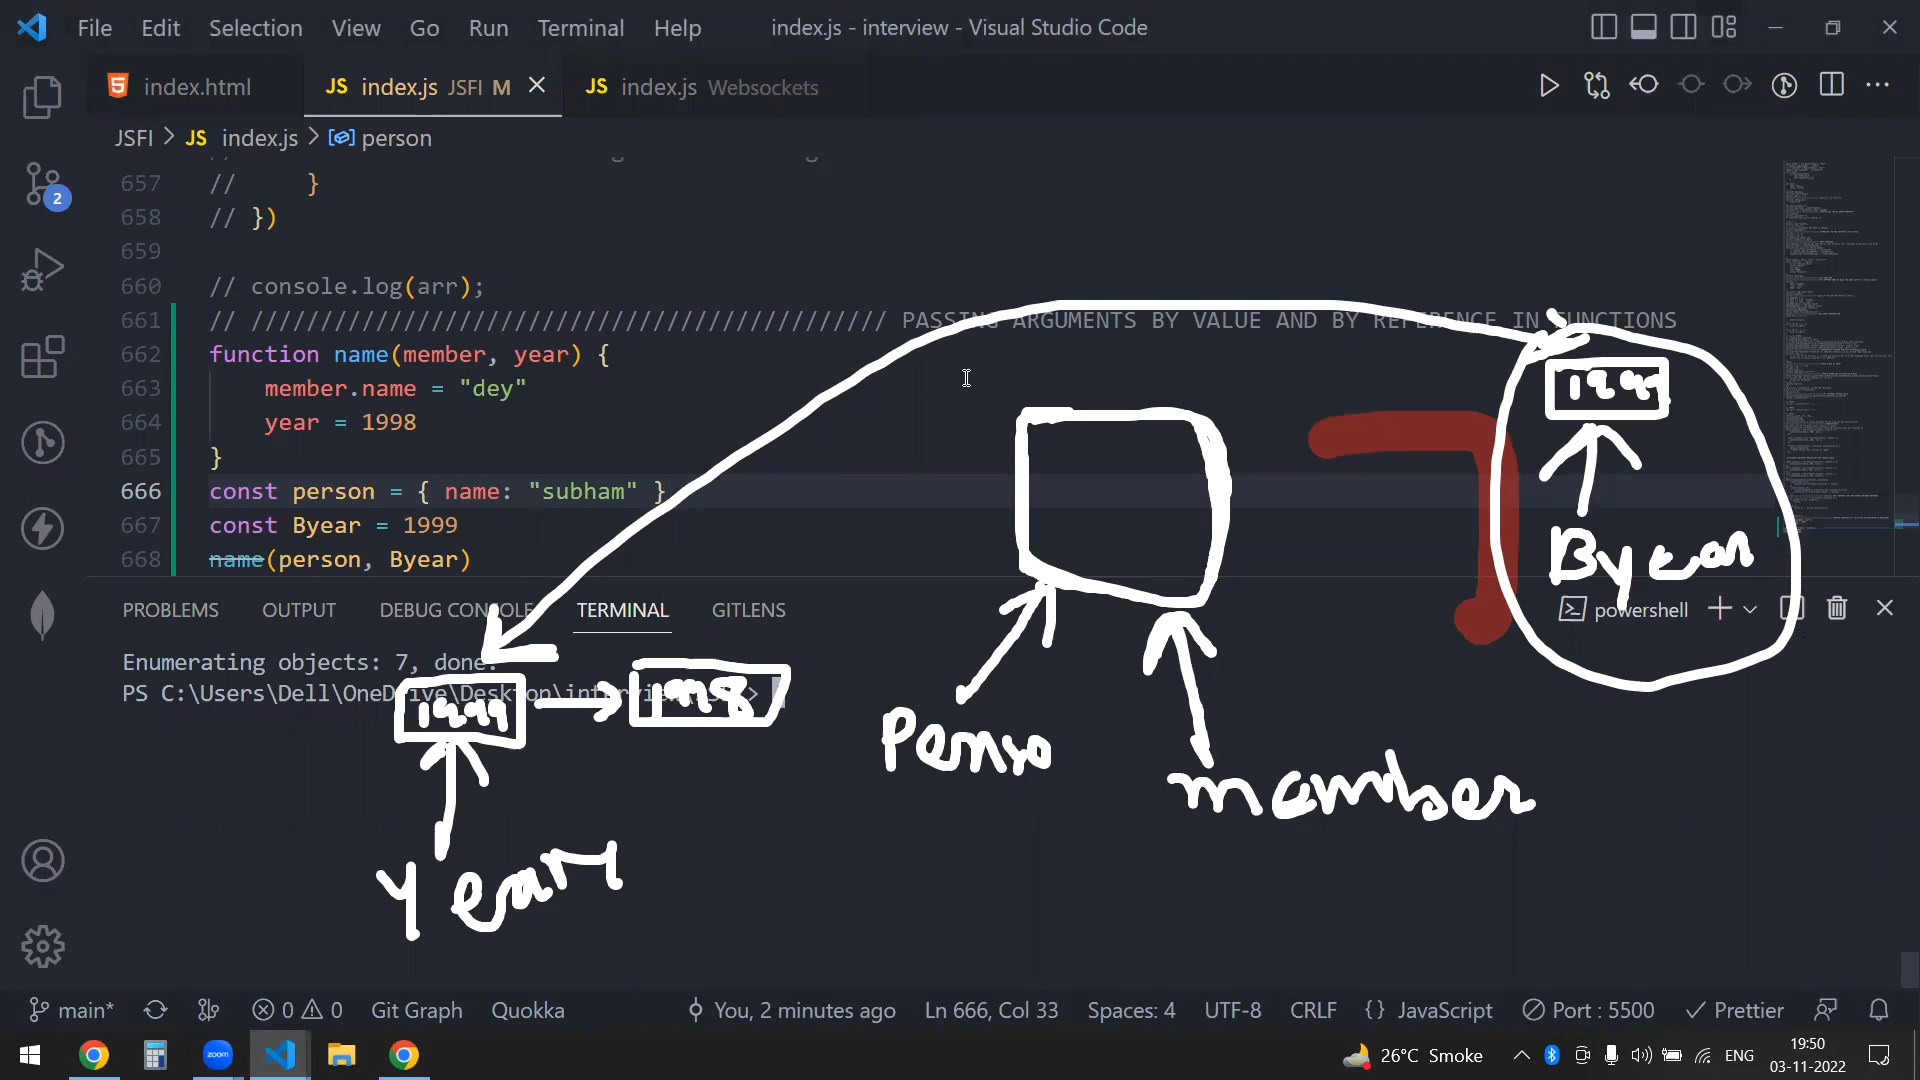 File Edit Selection View Go Run Terminal Help index.js - interview - Visual Studio Code
index.html JS index.js JSFI M JS index.js Websockets
JSFI > JS index.js > person
657 // }
658 // })
659
660 // console.log(arr);
661 // ////////////////////////////////////////////// PASSING ARGUMENTS BY VALUE AND BY REFERENCE IN FUNCTIONS
662 function name(member, year) {
663 member.name = "dey"
664 year = 1998
665 }
666 const person = { name: "subham" }
667 const Byear = 1999
668 name(person, Byear)
1999
Byear
PROBLEMS OUTPUT DEBUG CONSOLE TERMINAL GITLENS powershell
Enumerating objects: 7, done.
PS C:\Users\Dell\OneDrive\Desktop\interview\JSFI>
1999 1998
Person
member
Year
2
main* 0 0 Git Graph Quokka You, 2 minutes ago Ln 666, Col 33 Spaces: 4 UTF-8 CRLF {} JavaScript Port : 5500 Prettier
zoom 26°C Smoke ENG 19:50
03-11-2022